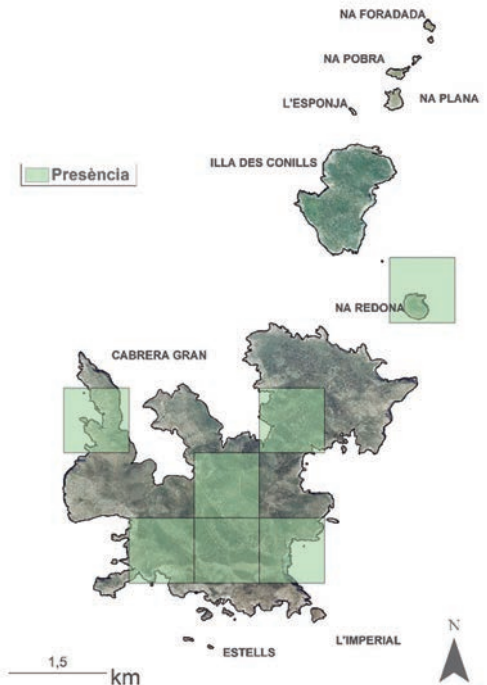 NA FORADADA
NA POBRA
L'ESPONJA
NA PLANA
ILLA DES CONILLS
Presència
NA REDONA
CABRERA GRAN
L'IMPERIAL
ESTELLS
N
1,5
km